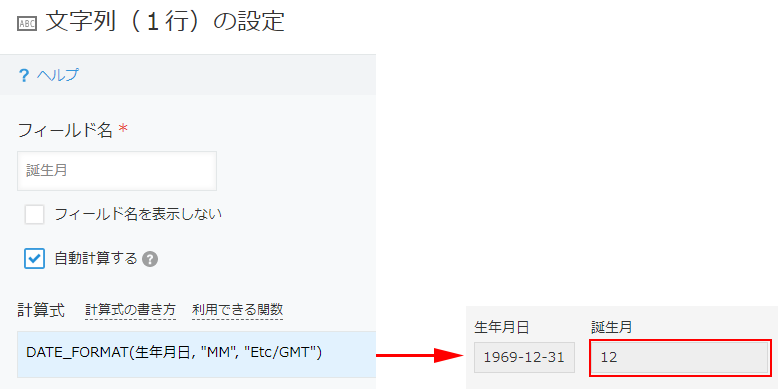 ABC 文字列（１行）の設定
? ヘルプ
フィールド名 *
誕生月
フィールド名を表示しない
自動計算する ?
計算式 計算式の書き方 利用できる関数
DATE_FORMAT(生年月日, "MM", "Etc/GMT")
生年月日 誕生月
1969-12-31 12